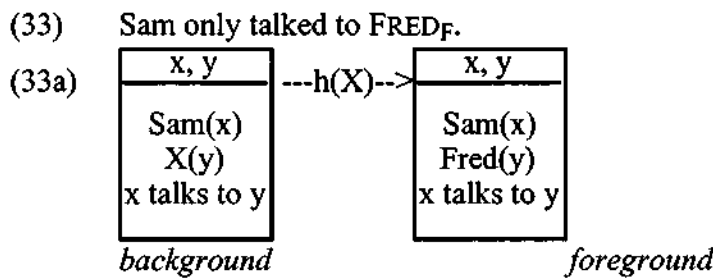 (33) Sam only talked to FREDF.
(33a) x, y ---h(X)--> x, y
Sam(x) Sam(x)
X(y) Fred(y)
x talks to y x talks to y
background foreground